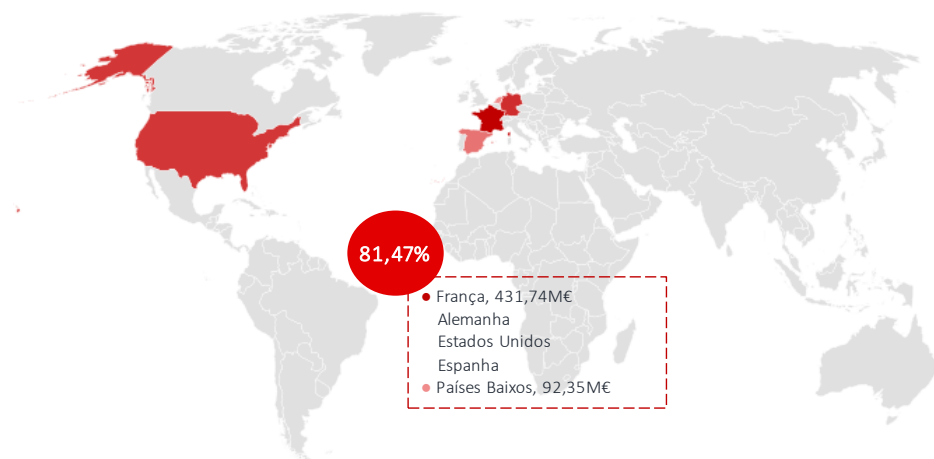 81,47%
França, 431,74M€
Alemanha
Estados Unidos
Espanha
Países Baixos, 92,35M€